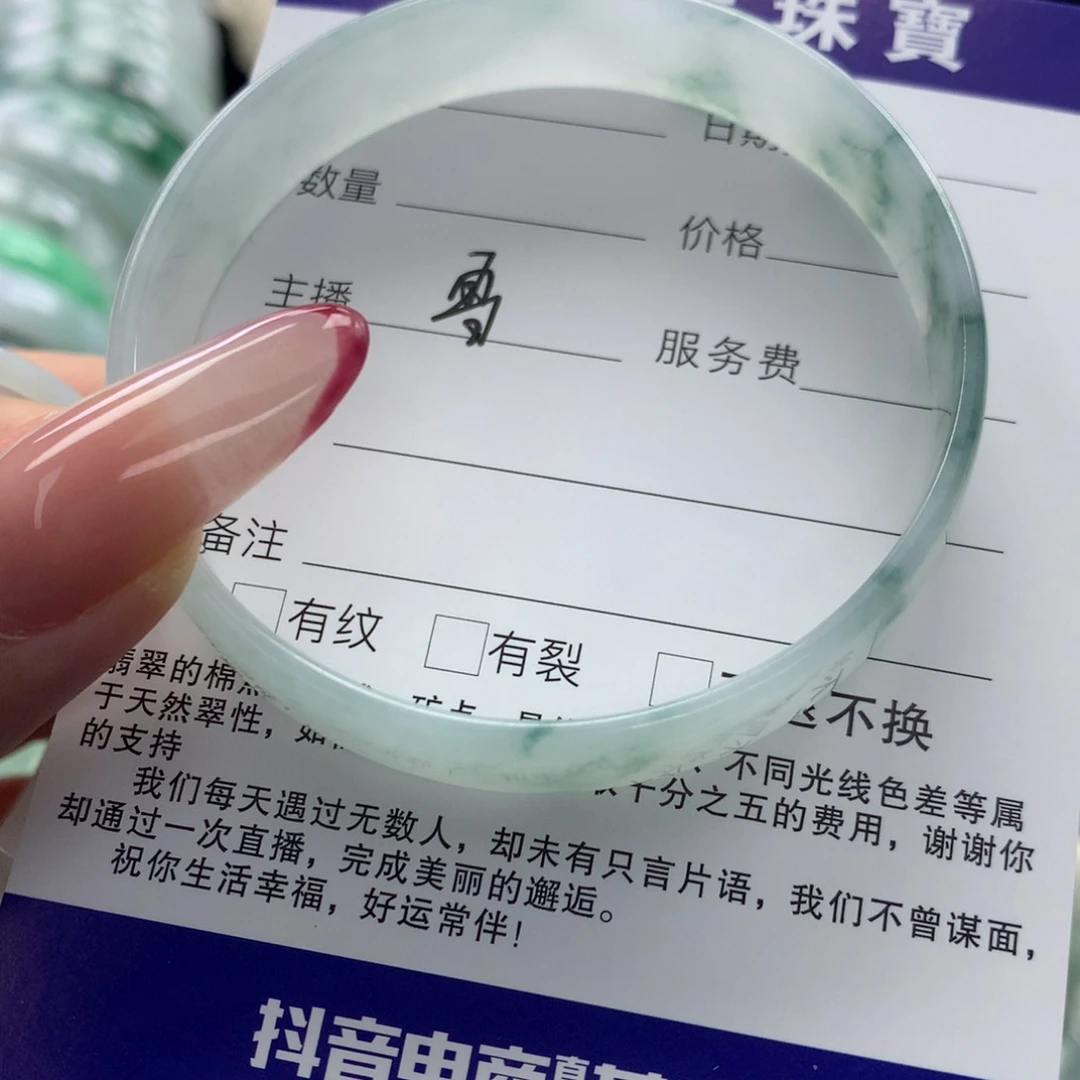 珠寶
日期
数量 价格
主播 服务费
备注
有纹 有裂
不换
翡翠的棉 不同光线色差等属
于天然翠性，如 十分之五的费用，谢谢你
的支持
我们每天遇过无数人，却未有只言片语，我们不曾谋面，
却通过一次直播，完成美丽的邂逅。
祝你生活幸福，好运常伴！
抖音电商